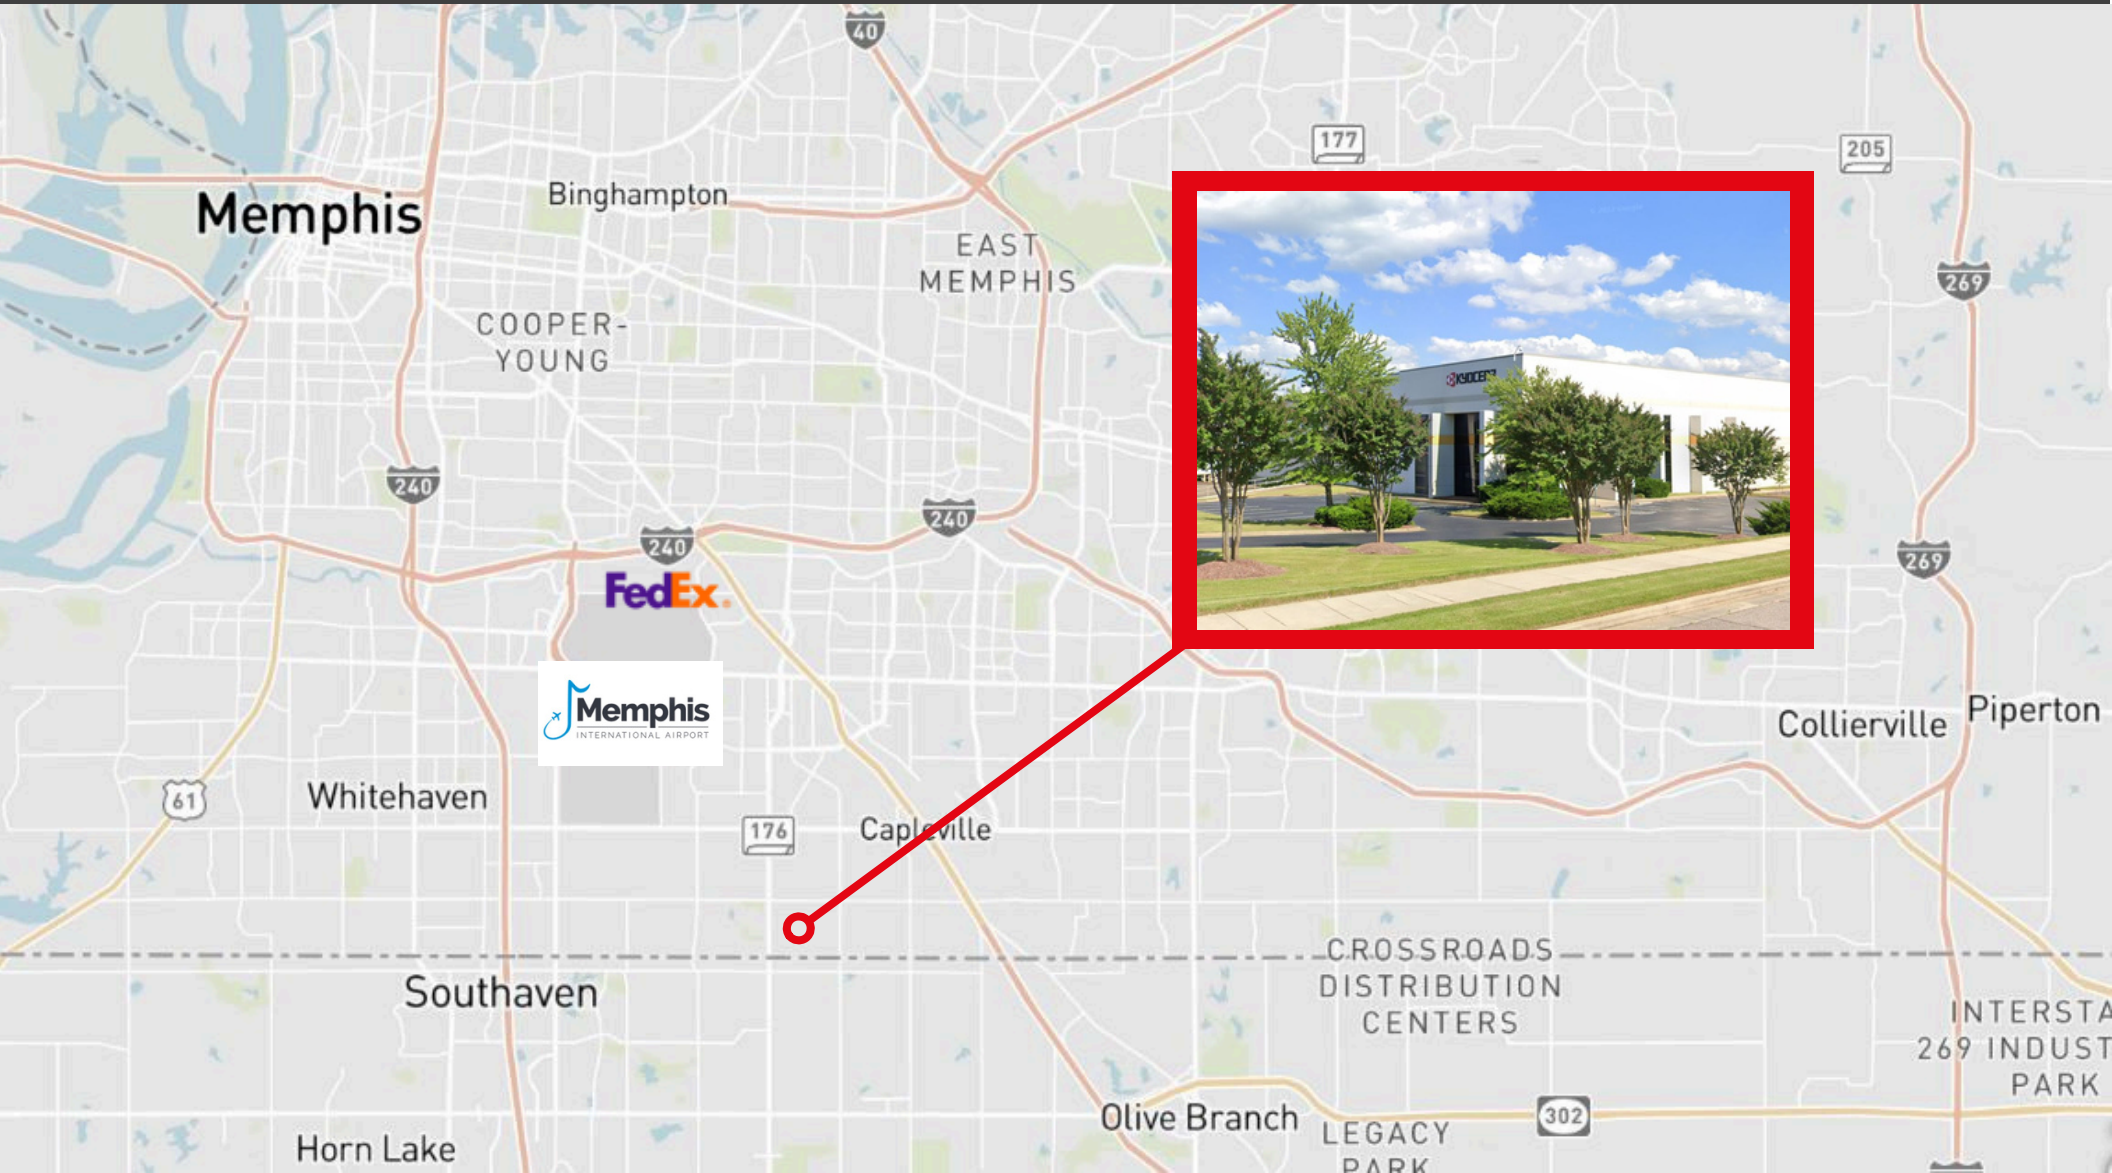 40
177
205
Binghampton
Memphis
EAST
MEMPHIS
269
COOPER-
YOUNG
KYOCERA
240
240
240
269
FedEx.
Memphis
INTERNATIONAL AIRPORT
Piperton
Collierville
61
Whitehaven
176
Capleville
CROSSROADS
DISTRIBUTION
CENTERS
Southaven
INTERSTA
269 INDUST
PARK
Olive Branch
302
LEGACY
PARK
Horn Lake